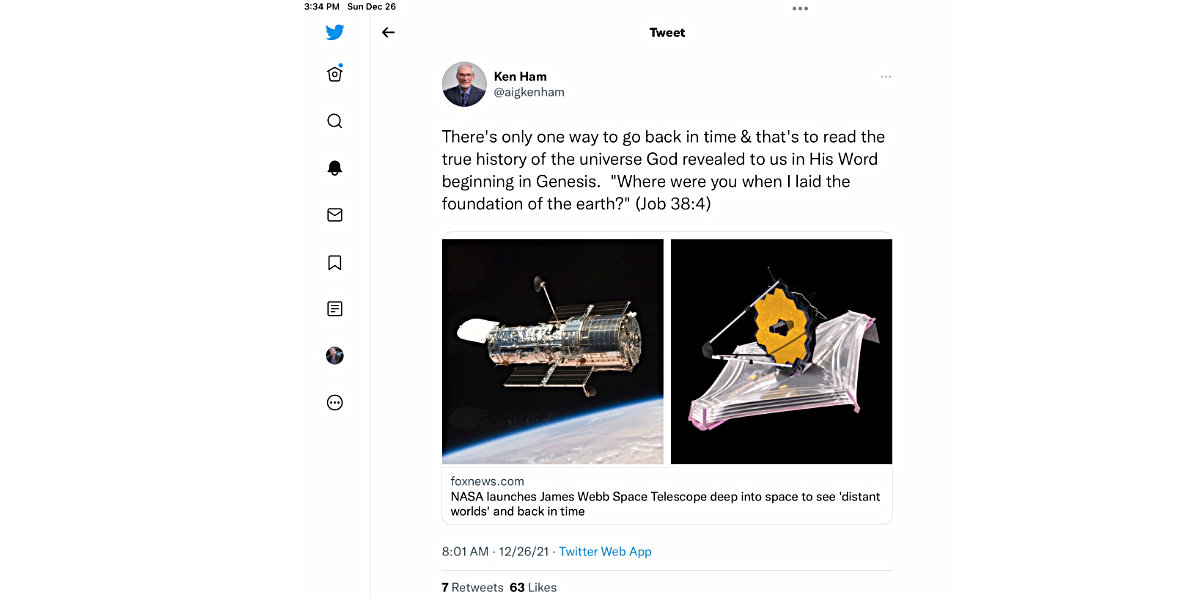 3:34 PM Sun Dec 26
Tweet
Ken Ham
@aigkenham
There's only one way to go back in time & that's to read the
true history of the universe God revealed to us in His Word
beginning in Genesis. "Where were you when I laid the
foundation of the earth?" (Job 38:4)
foxnews.com
NASA launches James Webb Space Telescope deep into space to see 'distant
worlds' and back in time
8:01 AM · 12/26/21 · Twitter Web App
7 Retweets 63 Likes